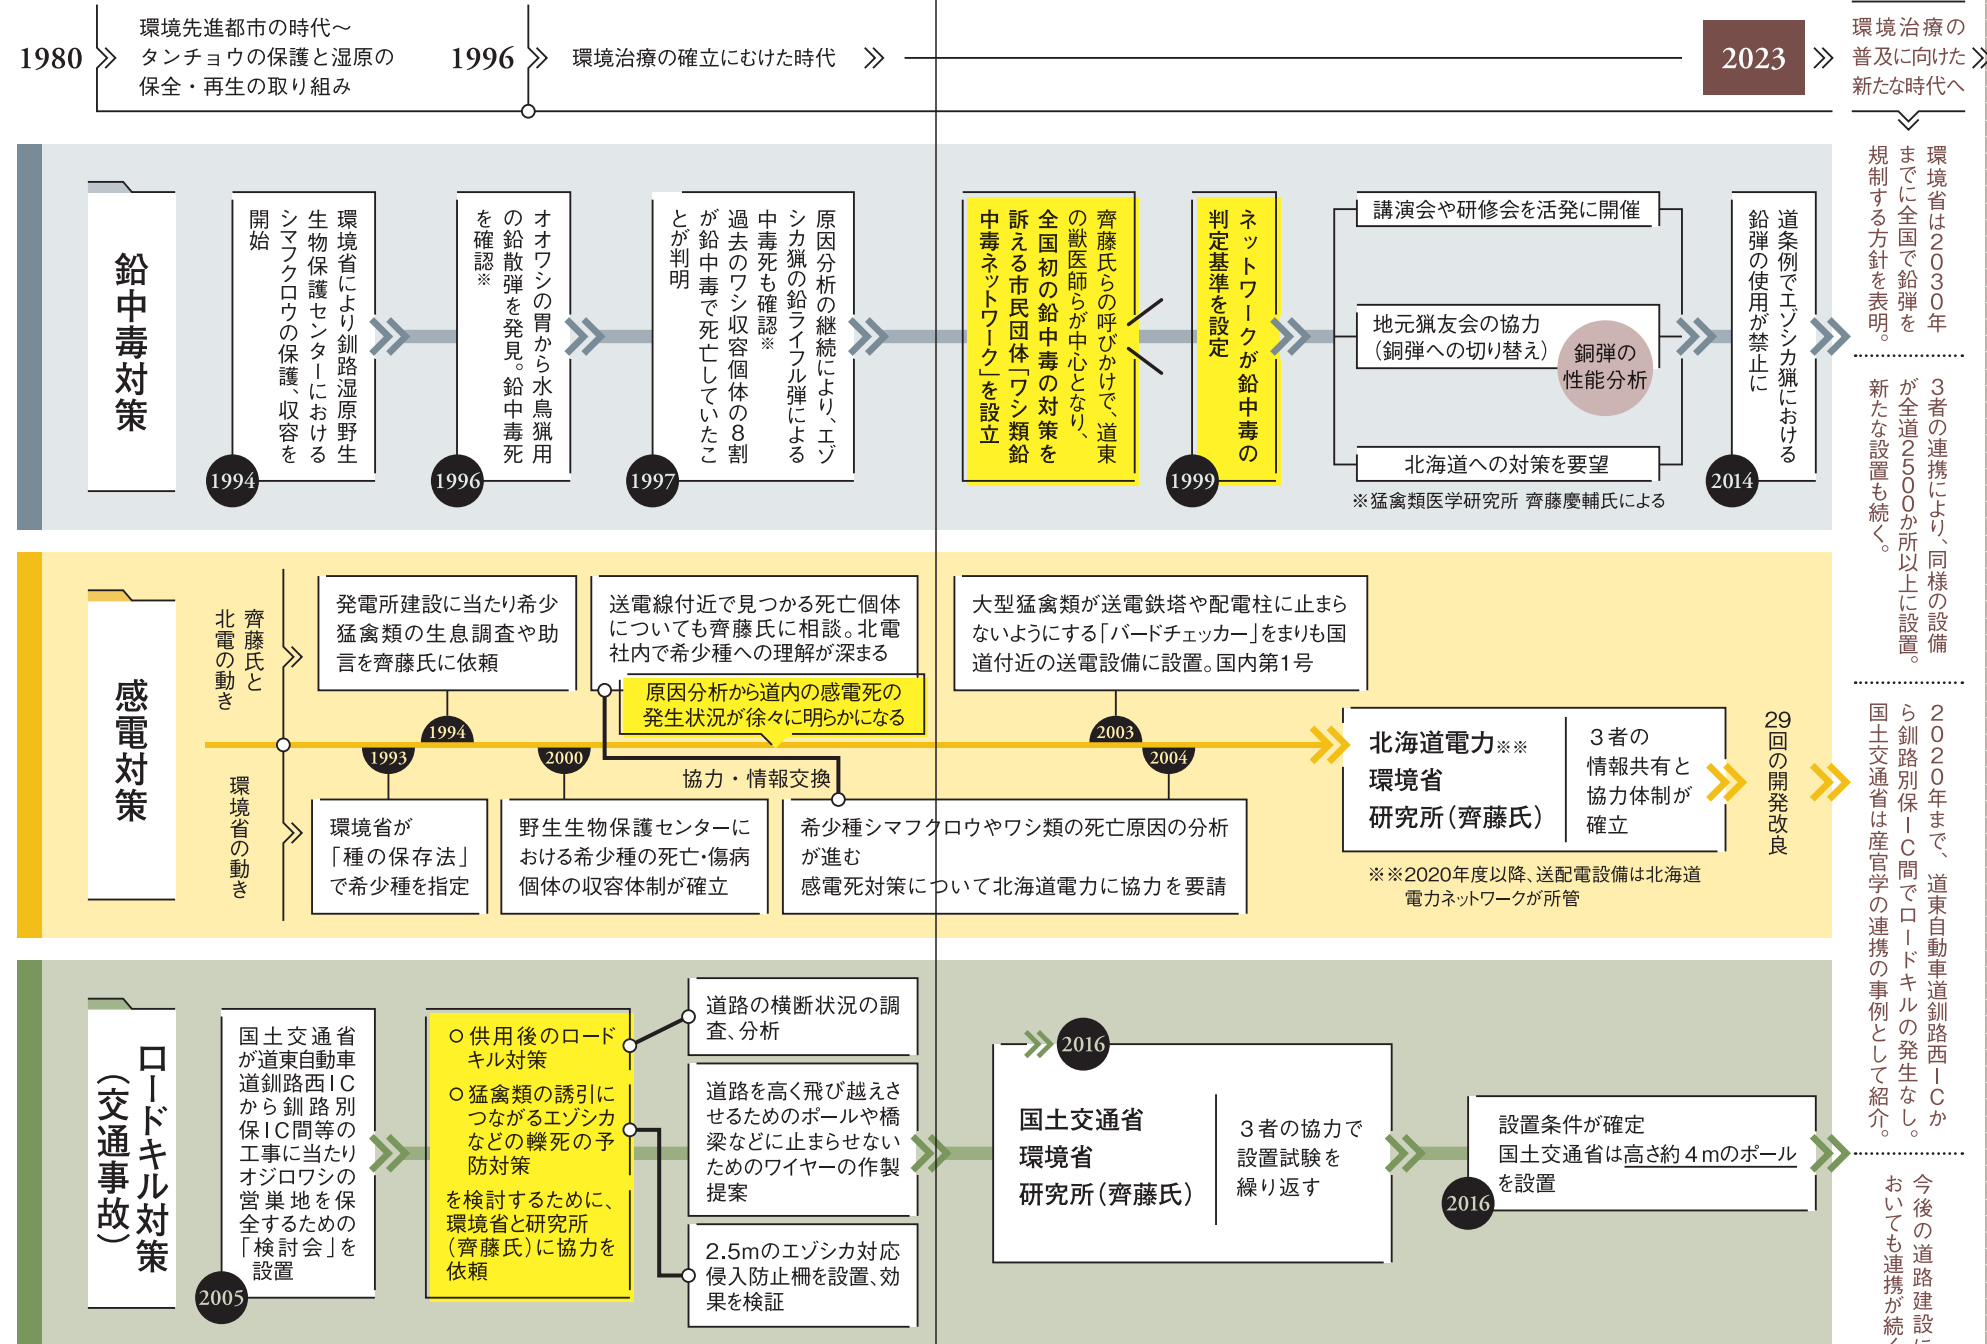 1980
環境先進都市の時代〜
タンチョウの保護と湿原の
保全・再生の取り組み
1996
環境治療の確立にむけた時代
2023
環境治療の
普及に向けた
新たな時代へ
鉛中毒対策
環境省により釧路湿原野生
生物保護センターにおける
シマフクロウの保護、収容を
開始
1994
オオワシの胃から水鳥猟用
の鉛散弾を発見。鉛中毒死
を確認※
1996
原因分析の継続により、エゾ
シカ猟の鉛ライフル弾による
中毒死も確認※
過去のワシ収容個体の8割
が鉛中毒で死亡していたこ
とが判明
1997
齊藤氏らの呼びかけで、道東
の獣医師らが中心となり、
全国初の鉛中毒の対策を
訴える市民団体「ワシ類鉛
中毒ネットワーク」を設立
ネットワークが鉛中毒の
判定基準を設定
1999
講演会や研修会を活発に開催
地元猟友会の協力
（銅弾への切り替え）
銅弾の
性能分析
北海道への対策を要望
※猛禽類医学研究所 齊藤慶輔氏による
道条例でエゾシカ猟における
鉛弾の使用が禁止に
2014
環境省は2030年
までに全国で鉛弾を
規制する方針を表明。
感電対策
齊藤氏と
北電の動き
環境省の動き
発電所建設に当たり希少
猛禽類の生息調査や助
言を齊藤氏に依頼
1994
送電線付近で見つかる死亡個体
についても齊藤氏に相談。北電
社内で希少種への理解が深まる
原因分析から道内の感電死の
発生状況が徐々に明らかになる
大型猛禽類が送電鉄塔や配電柱に止まら
ないようにする「バードチェッカー」をまりも国
道付近の送電設備に設置。国内第1号
2003
1993
環境省が
「種の保存法」
で希少種を指定
2000
野生生物保護センターに
おける希少種の死亡・傷病
個体の収容体制が確立
協力・情報交換
2004
希少種シマフクロウやワシ類の死亡原因の分析
が進む
感電死対策について北海道電力に協力を要請
北海道電力※※
環境省
研究所（齊藤氏）
3者の
情報共有と
協力体制が
確立
※※2020年度以降、送配電設備は北海道
電力ネットワークが所管
29回の開発改良
3者の連携により、同様の設備
が全道2500か所以上に設置。
新たな設置も続く。
ロードキル対策
（交通事故）
国土交通省
が道東自動車
道釧路西IC
から釧路別
保IC間等の
工事に当たり
オジロワシの
営巣地を保
全するための
「検討会」を
設置
2005
○供用後のロード
キル対策
○猛禽類の誘引に
つながるエゾシカ
などの轢死の予
防対策
を検討するために、
環境省と研究所
（齊藤氏）に協力を
依頼
道路の横断状況の調
査、分析
道路を高く飛び越えさ
せるためのポールや橋
梁などに止まらせない
ためのワイヤーの作製
提案
2.5mのエゾシカ対応
侵入防止柵を設置、効
果を検証
2016
国土交通省
環境省
研究所（齊藤氏）
3者の協力で
設置試験を
繰り返す
設置条件が確定
国土交通省は高さ約4mのポール
を設置
2016
2020年まで、道東自動車道釧路西ICか
ら釧路別保IC間でロードキルの発生なし。
国土交通省は産官学の連携の事例として紹介。
今後の道路建設に
おいても連携が続